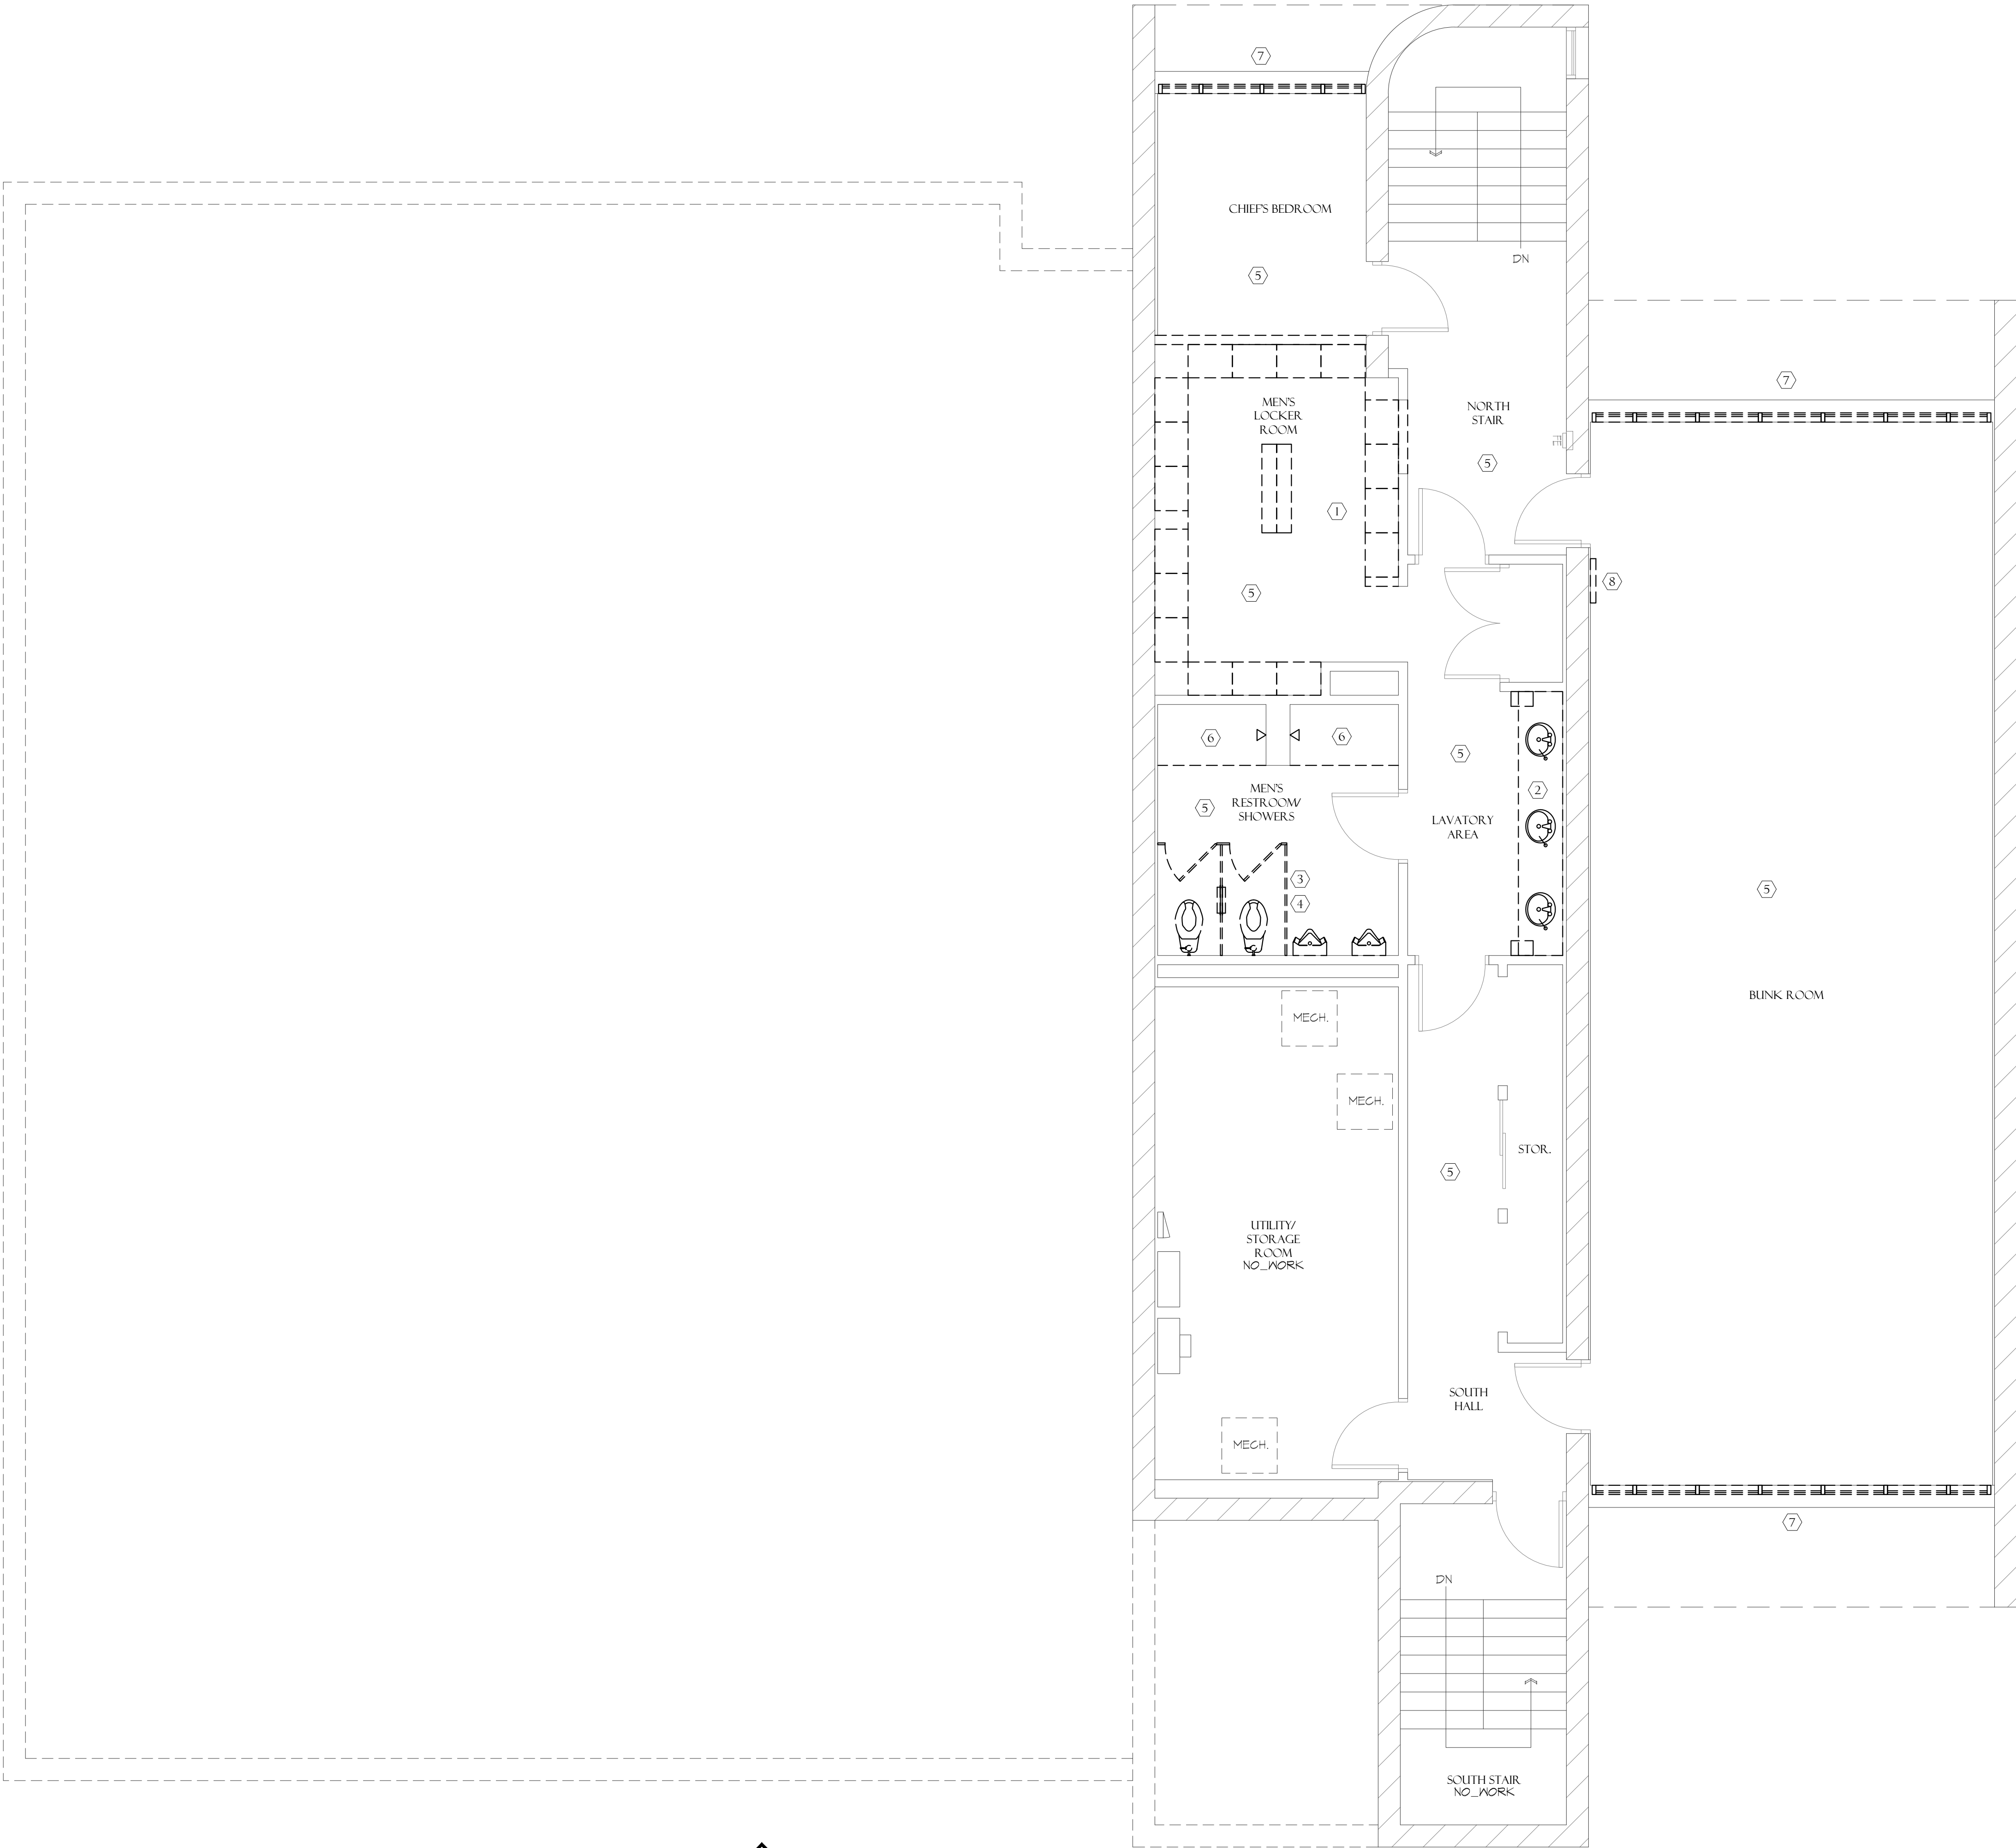 7
CHIEF'S BEDROOM
DN
5
7
MEN'S
LOCKER
ROOM
NORTH
STAIR
FE
5
1
8
5
6
6
5
2
MEN'S
RESTROOM/
SHOWERS
5
LAVATORY
AREA
3
4
5
BUNK ROOM
MECH.
MECH.
STOR.
5
UTILITY/
STORAGE
ROOM
NO_WORK
SOUTH
HALL
MECH.
7
DN
SOUTH STAIR
NO_WORK